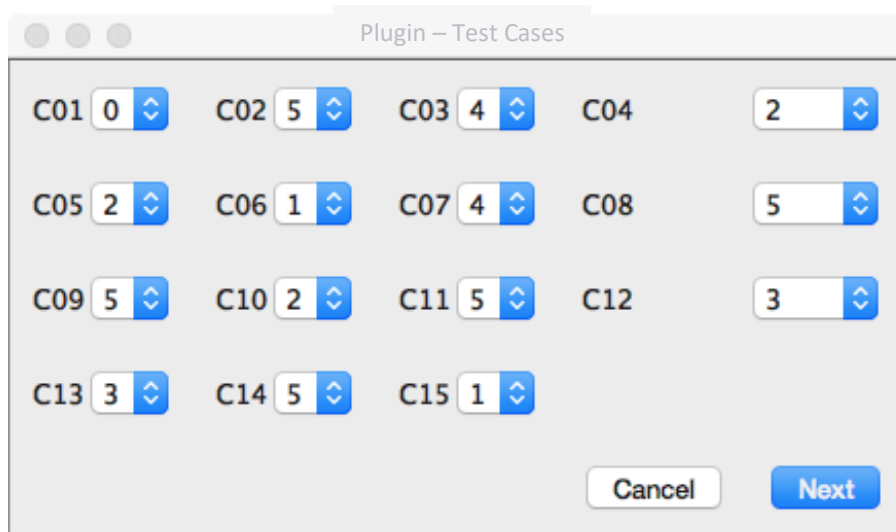 Plugin – Test Cases
C01 0 C02 5 C03 4 C04 2
C05 2 C06 1 C07 4 C08 5
C09 5 C10 2 C11 5 C12 3
C13 3 C14 5 C15 1
Cancel Next